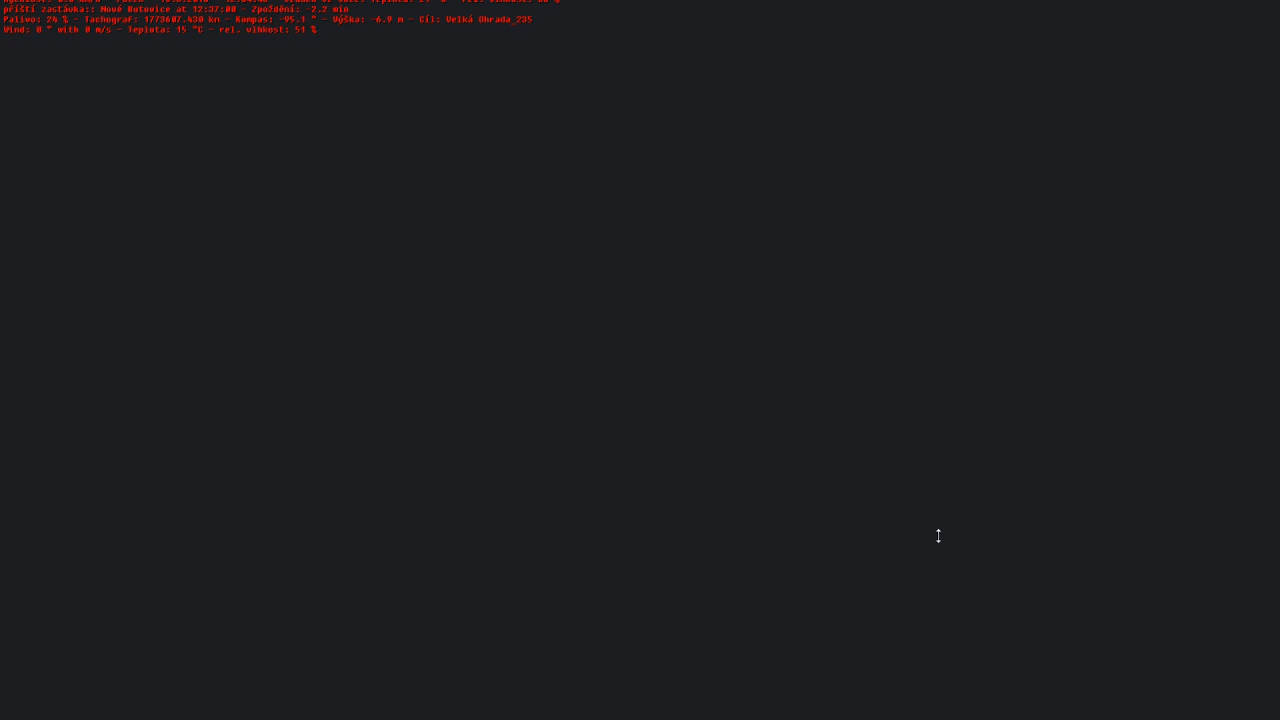 příští zastávka:: Nové Butovice at 12:37:00 - Zpoždění: -2.2 min
Palivo: 24 % - Tachograf: 1773607.430 km - Kompas: -95.1 ° - Výška: -6.9 m - Cíl: Velká Ohrada_235
Wind: 0 ° with 0 m/s - Teplota: 15 °C - rel. vlhkost: 51 %